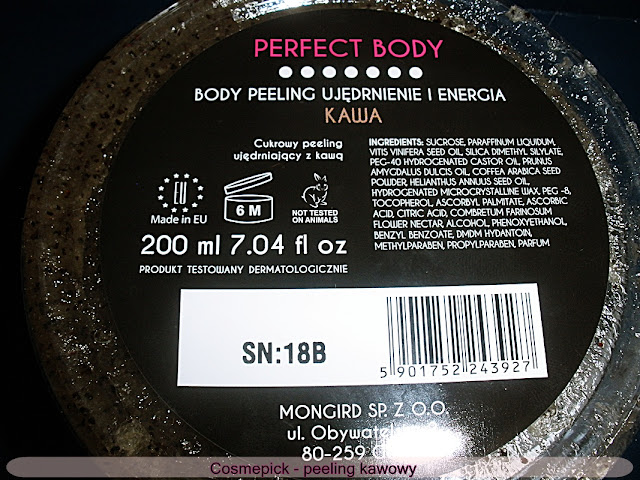 PERFECT BODY
BODY PEELING UJĘDRNIENIE I ENERGIA
KAWA
Cukrowy peeling
ujędrniający z kawą
EU
Made in EU
6 M
NOT TESTED
ON ANIMALS
200 ml 7.04 fl oz
PRODUKT TESTOWANY DERMATOLOGICZNIE
INGREDIENTS: SUCROSE, PARAFFINUM LIQUIDUM,
VITIS VINIFERA SEED OIL, SILICA DIMETHYL SILYLATE,
PEG-40 HYDROGENATED CASTOR OIL, PRUNUS
AMYGDALUS DULCIS OIL, COFFEA ARABICA SEED
POWDER, HELIANTHUS ANNUUS SEED OIL,
HYDROGENATED MICROCRYSTALLINE WAX, PEG -8,
TOCOPHEROL, ASCORBYL PALMITATE, ASCORBIC
ACID, CITRIC ACID, COMBRETUM FARINOSUM
FLOWER NECTAR, ALCOHOL, PHENOXYETHANOL,
BENZYL BENZOATE, DMDM HYDANTOIN,
METHYLPARABEN, PROPYLPARABEN, PARFUM
SN:18B
5 901752 243927
MONGIRD SP. Z O.O.
ul.
80-259
Cosmepick - peeling kawowy